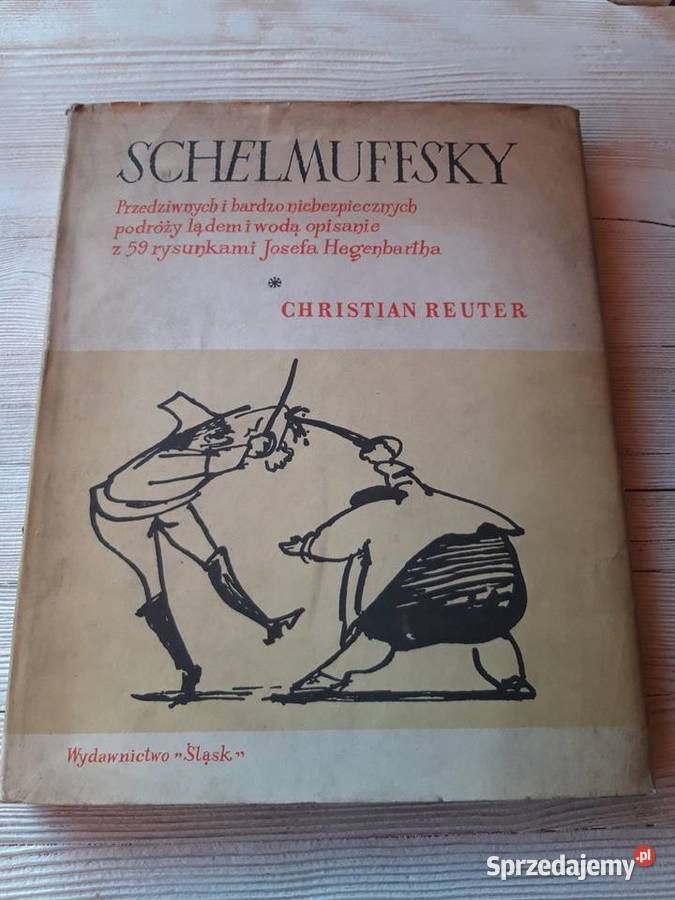 SCHELMUFFSKY
Przedziwnych i bardzo niebezpiecznych
podróży lądem i wodą opisanie
z 59 rysunkami Josefa Hegenbartha
*
CHRISTIAN REUTER
Wydawnictwo „Śląsk”
Sprzedajemy.pl